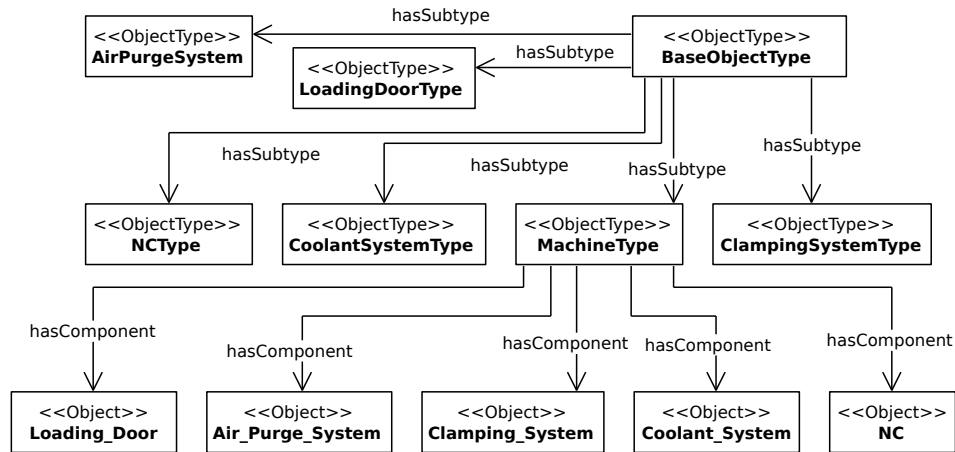 hasSubtype
<<ObjectType>>
AirPurgeSystem
<<ObjectType>>
BaseObjectType
hasSubtype
<<ObjectType>>
LoadingDoorType
hasSubtype
hasSubtype
hasSubtype
hasSubtype
<<ObjectType>>
NCType
<<ObjectType>>
CoolantSystemType
<<ObjectType>>
MachineType
<<ObjectType>>
ClampingSystemType
hasComponent
hasComponent
hasComponent
hasComponent
hasComponent
<<Object>>
Loading_Door
<<Object>>
Air_Purge_System
<<Object>>
Clamping_System
<<Object>>
Coolant_System
<<Object>>
NC